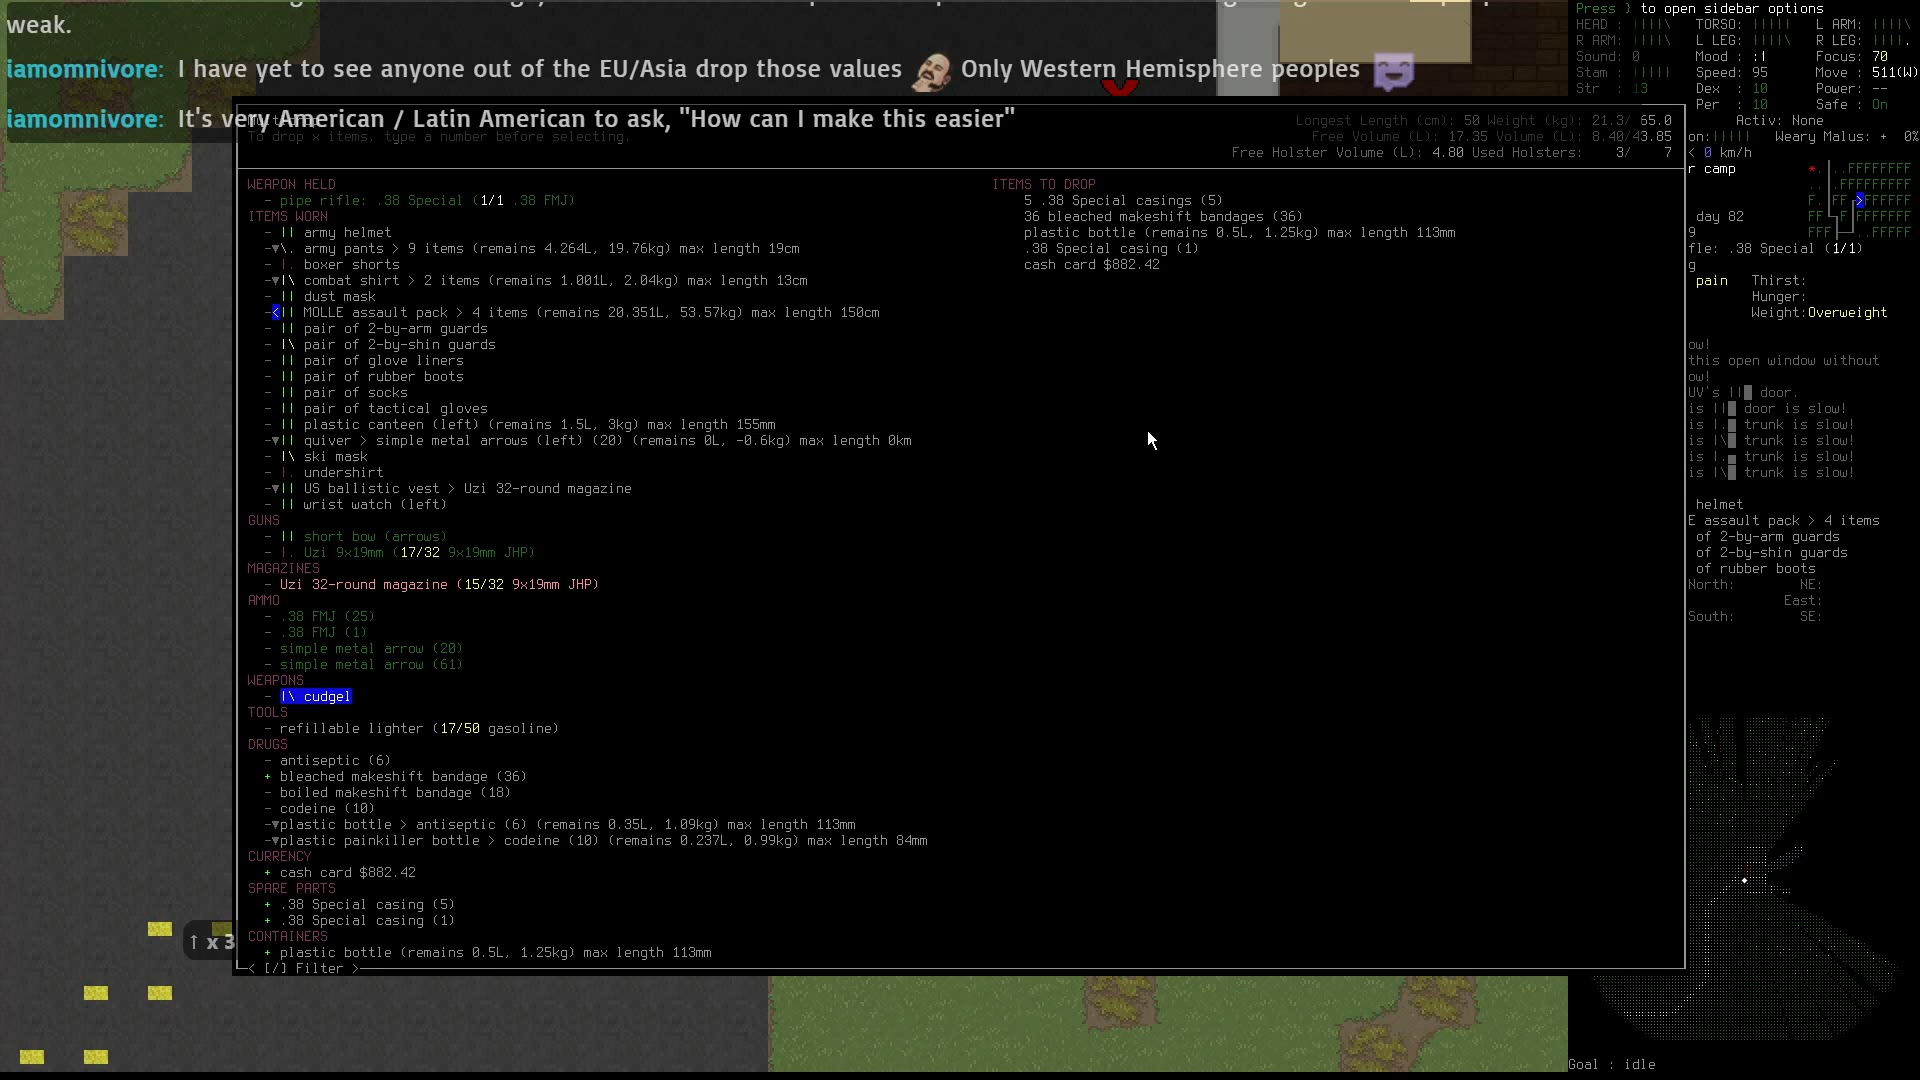 weak.
iamomnivore: I have yet to see anyone out of the EU/Asia drop those values Only Western Hemisphere peoples
iamomnivore: It's very American / Latin American to ask, "How can I make this easier"
To drop x items, type a number before selecting.
Longest Length (cm): 50 Weight (kg): 21.3/ 65.0
Free Volume (L): 17.35 Volume (L): 8.40/43.85
Free Holster Volume (L): 4.80 Used Holsters: 3/ 7
WEAPON HELD
- pipe rifle: .38 Special (1/1 .38 FMJ)
ITEMS WORN
- || army helmet
-▼\. army pants > 9 items (remains 4.264L, 19.76kg) max length 19cm
- |. boxer shorts
-▼|\ combat shirt > 2 items (remains 1.001L, 2.04kg) max length 13cm
- || dust mask
-<|| MOLLE assault pack > 4 items (remains 20.351L, 53.57kg) max length 150cm
- || pair of 2-by-arm guards
- |\ pair of 2-by-shin guards
- || pair of glove liners
- || pair of rubber boots
- || pair of socks
- || pair of tactical gloves
- || plastic canteen (left) (remains 1.5L, 3kg) max length 155mm
-▼|| quiver > simple metal arrows (left) (20) (remains 0L, -0.6kg) max length 0km
- |\ ski mask
- |. undershirt
-▼|| US ballistic vest > Uzi 32-round magazine
- || wrist watch (left)
GUNS
- || short bow (arrows)
- |. Uzi 9x19mm (17/32 9x19mm JHP)
MAGAZINES
- Uzi 32-round magazine (15/32 9x19mm JHP)
AMMO
- .38 FMJ (25)
- .38 FMJ (1)
- simple metal arrow (20)
- simple metal arrow (61)
WEAPONS
- |\ cudgel
TOOLS
- refillable lighter (17/50 gasoline)
DRUGS
- antiseptic (6)
+ bleached makeshift bandage (36)
- boiled makeshift bandage (18)
- codeine (10)
-▼plastic bottle > antiseptic (6) (remains 0.35L, 1.09kg) max length 113mm
-▼plastic painkiller bottle > codeine (10) (remains 0.237L, 0.99kg) max length 84mm
CURRENCY
+ cash card $882.42
SPARE PARTS
+ .38 Special casing (5)
+ .38 Special casing (1)
CONTAINERS
+ plastic bottle (remains 0.5L, 1.25kg) max length 113mm
< [/] Filter >
ITEMS TO DROP
5 .38 Special casings (5)
36 bleached makeshift bandages (36)
plastic bottle (remains 0.5L, 1.25kg) max length 113mm
.38 Special casing (1)
cash card $882.42
↑ x 3
Press } to open sidebar options
HEAD : ||||\ TORSO: ||||| L ARM: ||||\
R ARM: ||||\ L LEG: ||||\ R LEG: ||||.
Sound: 0 Mood : :| Focus: 70
Stam : ||||| Speed: 95 Move : 511(W)
Str : 13 Dex : 10 Power: --
Per : 10 Safe : On
Activ: None
on:||||| Weary Malus: + 0%
< 0 km/h
r camp
day 82
9
fle: .38 Special (1/1)
g
pain Thirst:
Hunger:
Weight:Overweight
ow!
this open window without
ow!
UV's || door.
is || door is slow!
is |. trunk is slow!
is |\ trunk is slow!
is |. trunk is slow!
is |\ trunk is slow!
helmet
E assault pack > 4 items
of 2-by-arm guards
of 2-by-shin guards
of rubber boots
North: NE:
East:
South: SE:
Goal : idle